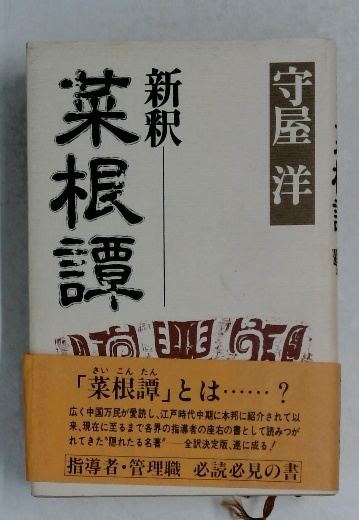 守屋 洋
新釈
菜根譚
さい こん たん
「菜根譚」とは……？
広く中国万民が愛読し、江戸時代中期に本邦に紹介されて以
来、現在に至るまで各界の指導者の座右の書として読みつが
れてきた"隠れたる名著"──全訳決定版、遂に成る！
指導者・管理職 必読必見の書